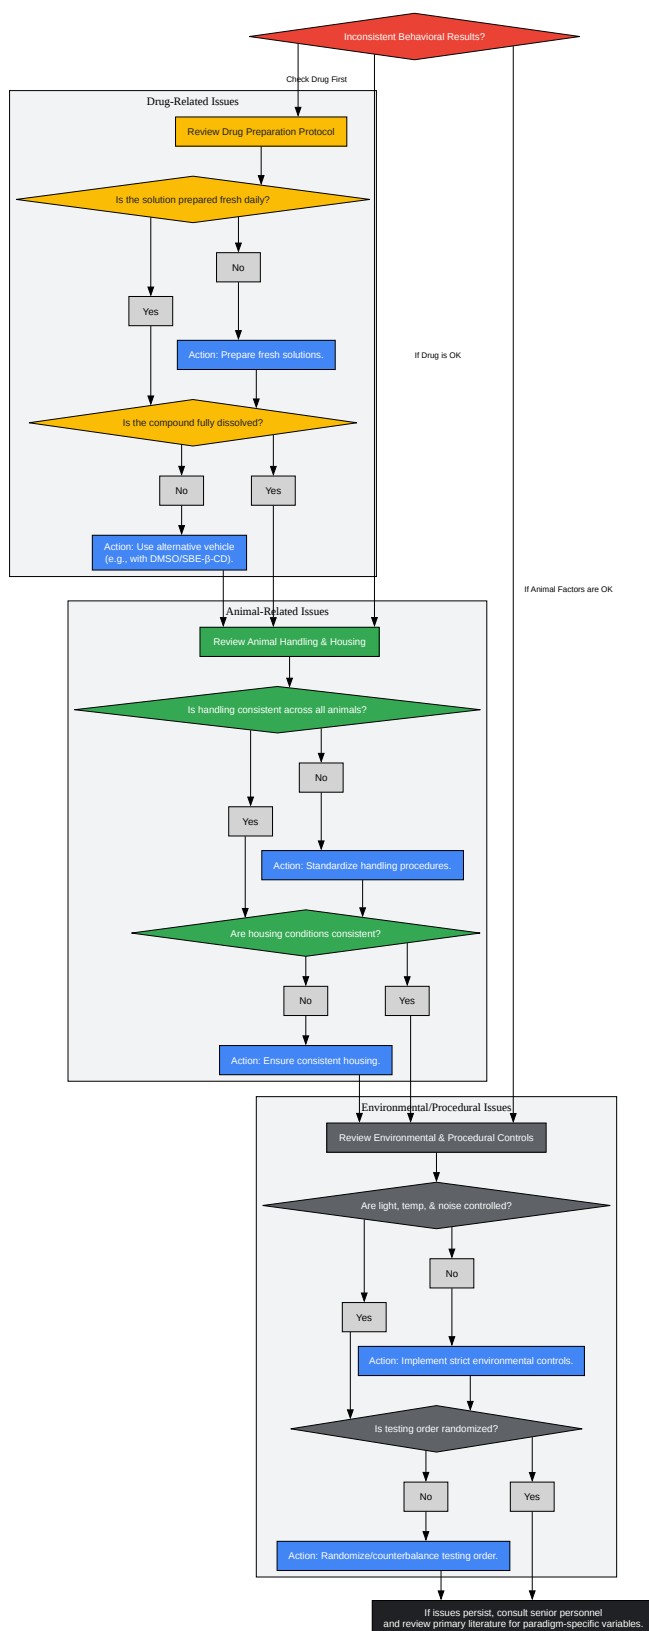 Inconsistent Behavioral Results?
Check Drug First
Drug-Related Issues
Review Drug Preparation Protocol
Is the solution prepared fresh daily?
No
Yes
Action: Prepare fresh solutions.
If Drug is OK
Is the compound fully dissolved?
No
Yes
Action: Use alternative vehicle
(e.g., with DMSO/SBE-β-CD).
If Animal Factors are OK
Animal-Related Issues
Review Animal Handling & Housing
Is handling consistent across all animals?
No
Yes
Action: Standardize handling procedures.
Are housing conditions consistent?
No
Yes
Action: Ensure consistent housing.
Environmental/Procedural Issues
Review Environmental & Procedural Controls
Are light, temp, & noise controlled?
No
Yes
Action: Implement strict environmental controls.
Is testing order randomized?
No
Yes
Action: Randomize/counterbalance testing order.
If issues persist, consult senior personnel
and review primary literature for paradigm-specific variables.